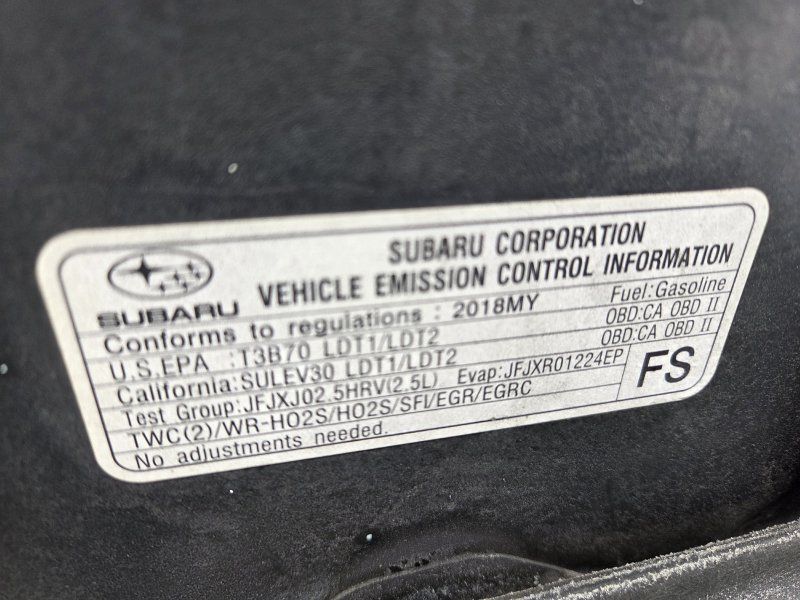 SUBARU CORPORATION
VEHICLE EMISSION CONTROL INFORMATION
SUBARU
Conforms to regulations : 2018MY Fuel:Gasoline
U.S.EPA :T3B70 LDT1/LDT2 OBD:CA OBD II
California:SULEV30 LDT1/LDT2 OBD:CA OBD II
Test Group:JFJXJ02.5HRV(2.5L) Evap:JFJXR01224EP
TWC(2)/WR-HO2S/HO2S/SFI/EGR/EGRC
No adjustments needed.
FS